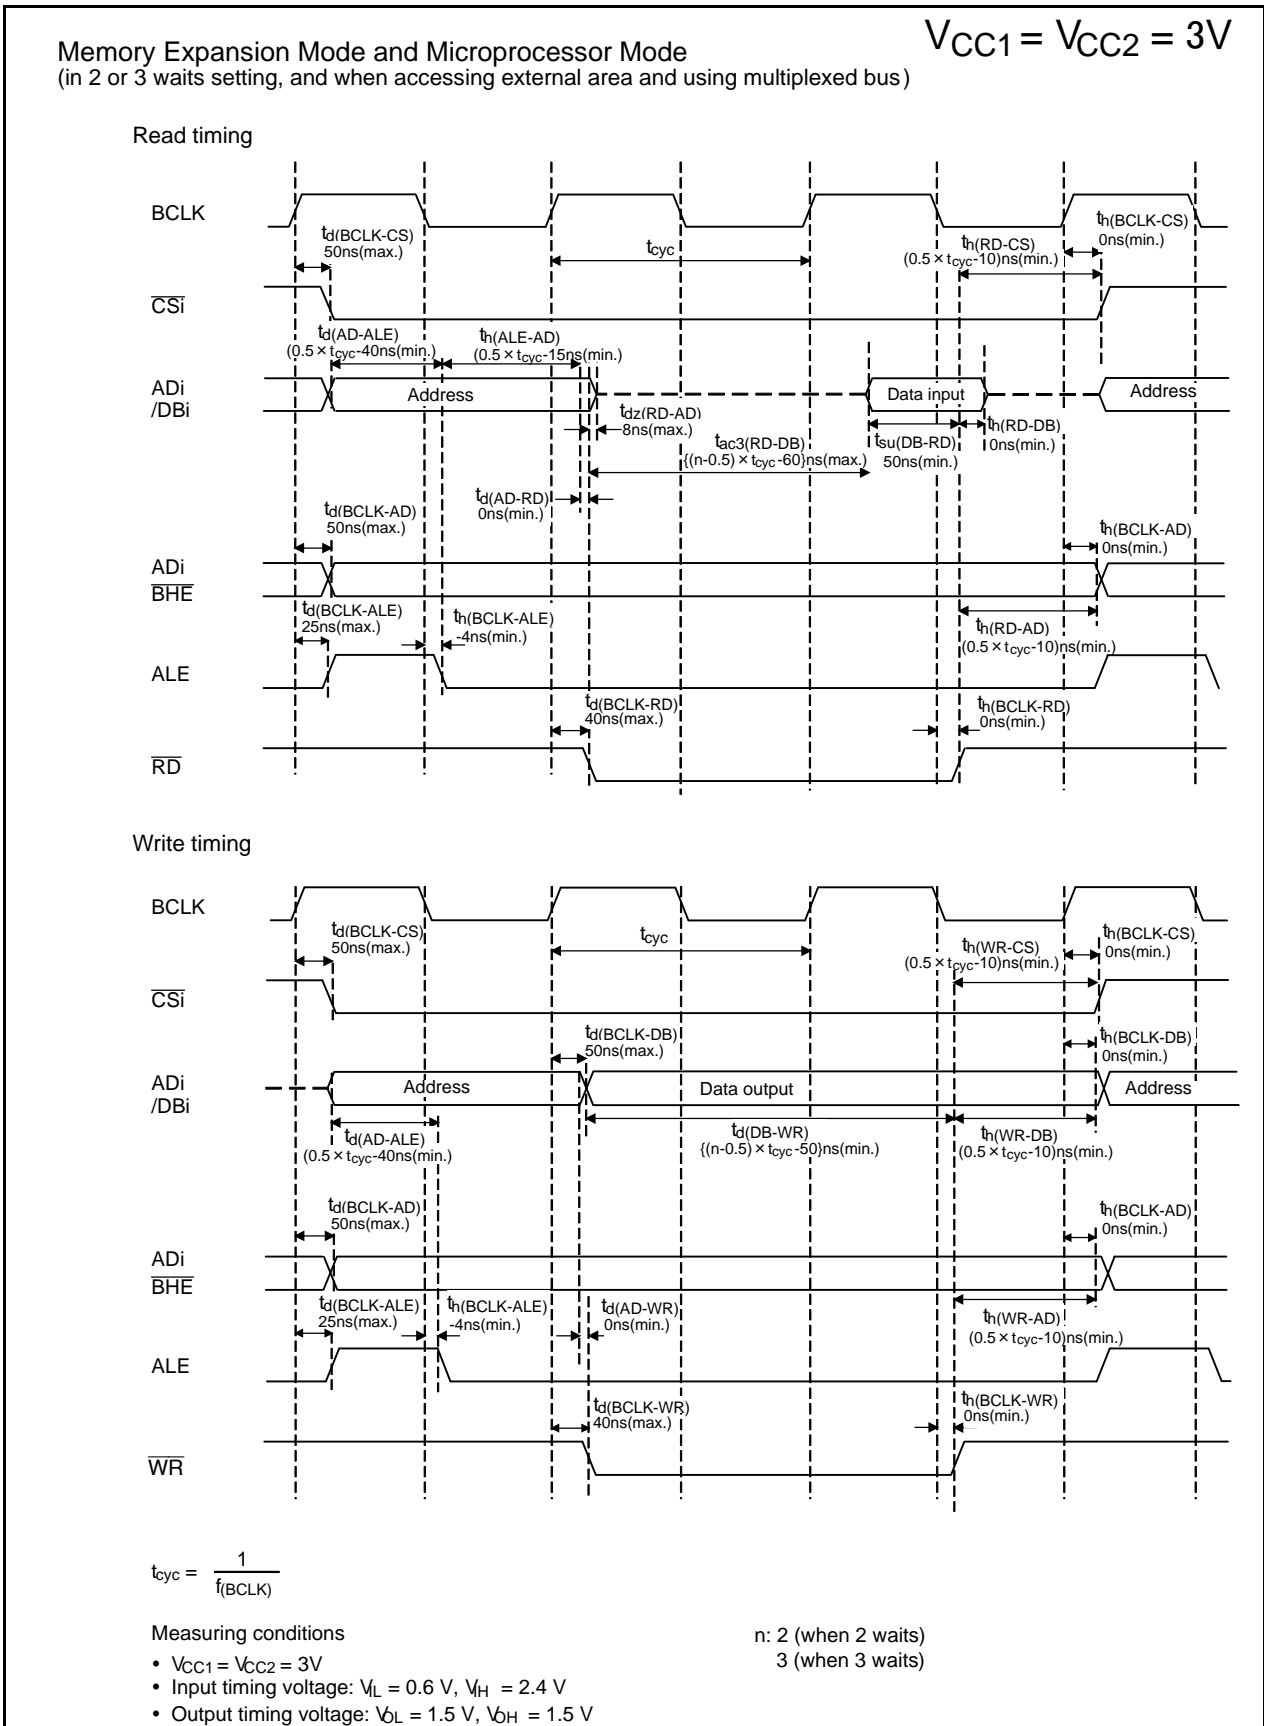 VCC1 = VCC2 = 3V
Memory Expansion Mode and Microprocessor Mode
(in 2 or 3 waits setting, and when accessing external area and using multiplexed bus)
Read timing
BCLK
td(BCLK-CS)
50ns(max.)
tcyc
th(RD-CS)
(0.5 × tcyc-10)ns(min.)
th(BCLK-CS)
0ns(min.)
CSi
td(AD-ALE)
(0.5 × tcyc-40ns(min.)
th(ALE-AD)
(0.5 × tcyc-15ns(min.)
ADi
/DBi
Address
Data input
Address
tdz(RD-AD)
8ns(max.)
tac3(RD-DB)
{(n-0.5) × tcyc-60}ns(max.)
tsu(DB-RD)
50ns(min.)
th(RD-DB)
0ns(min.)
td(AD-RD)
0ns(min.)
td(BCLK-AD)
50ns(max.)
th(BCLK-AD)
0ns(min.)
ADi
BHE
td(BCLK-ALE)
25ns(max.)
th(BCLK-ALE)
-4ns(min.)
th(RD-AD)
(0.5 × tcyc-10)ns(min.)
ALE
td(BCLK-RD)
40ns(max.)
th(BCLK-RD)
0ns(min.)
RD
Write timing
BCLK
td(BCLK-CS)
50ns(max.)
tcyc
th(WR-CS)
(0.5 × tcyc-10)ns(min.)
th(BCLK-CS)
0ns(min.)
CSi
td(BCLK-DB)
50ns(max.)
th(BCLK-DB)
0ns(min.)
ADi
/DBi
Address
Data output
Address
td(AD-ALE)
(0.5 × tcyc-40ns(min.)
td(DB-WR)
{(n-0.5) × tcyc-50}ns(min.)
th(WR-DB)
(0.5 × tcyc-10)ns(min.)
td(BCLK-AD)
50ns(max.)
th(BCLK-AD)
0ns(min.)
ADi
BHE
td(BCLK-ALE)
25ns(max.)
th(BCLK-ALE)
-4ns(min.)
td(AD-WR)
0ns(min.)
th(WR-AD)
(0.5 × tcyc-10)ns(min.)
ALE
td(BCLK-WR)
40ns(max.)
th(BCLK-WR)
0ns(min.)
WR
tcyc = 1
f(BCLK)
Measuring conditions
• VCC1 = VCC2 = 3V
• Input timing voltage: VIL = 0.6 V, VIH = 2.4 V
• Output timing voltage: VOL = 1.5 V, VOH = 1.5 V
n: 2 (when 2 waits)
3 (when 3 waits)